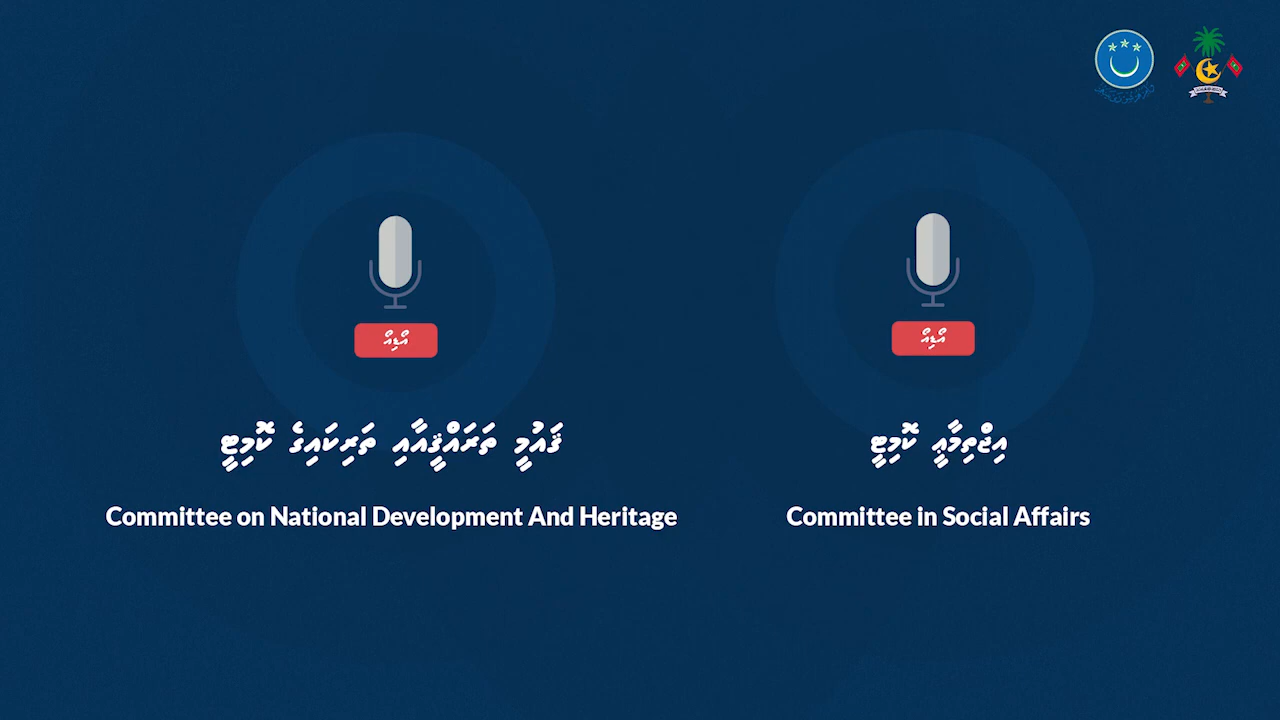 އޯޑިއޯ
އޯޑިއޯ
ޤައުމީ ތަރައްޤީއާއި ތަރިކައިގެ ކޮމިޓީ
އިޖްތިމާޢީ ކޮމިޓީ
Committee on National Development And Heritage
Committee in Social Affairs